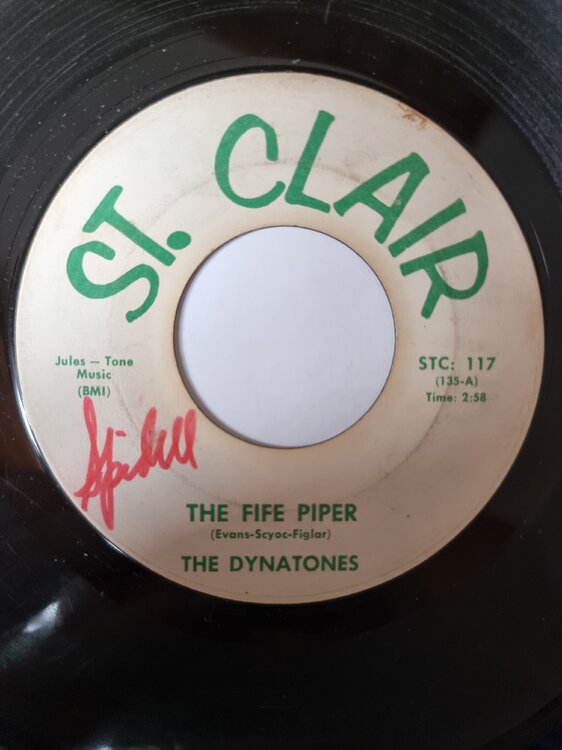 ST. CLAIR
Jules – Tone
Music
(BMI)
STC: 117
(135-A)
Time: 2:58
THE FIFE PIPER
(Evans-Scyoc-Figlar)
THE DYNATONES